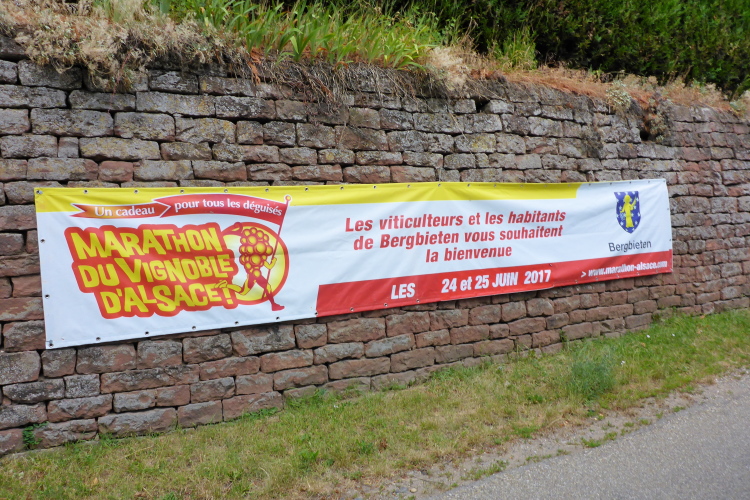 Un cadeau pour tous les déguisés
MARATHON
DU VIGNOBLE
D'ALSACE !
Les viticulteurs et les habitants
de Bergbieten vous souhaitent
la bienvenue
LES 24 et 25 JUIN 2017
Bergbieten
> www.marathon-alsace.com